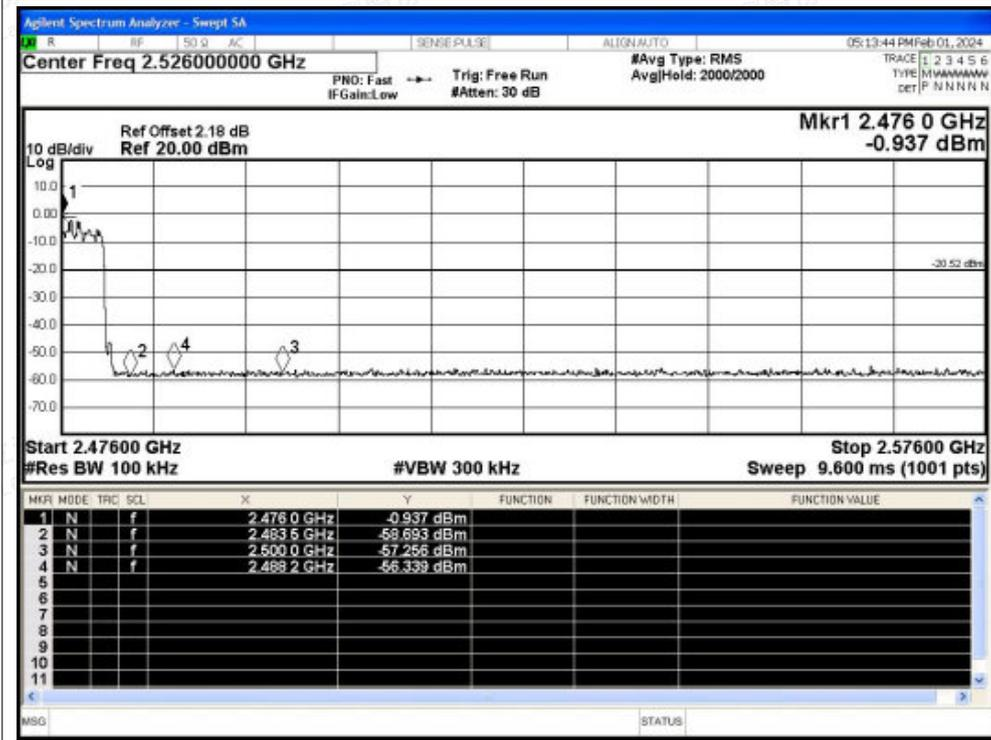 Agilent Spectrum Analyzer - Swept SA
R RF 50 Ω AC SENSE:PULSE ALIGN AUTO 05:13:44 PM Feb 01, 2024
Center Freq 2.526000000 GHz
PNO: Fast
IFGain:Low
Trig: Free Run
#Atten: 30 dB
#Avg Type: RMS
Avg|Hold: 2000/2000
TRACE 1 2 3 4 5 6
TYPE M
DET P N N N N N
Mkr1 2.476 0 GHz
-0.937 dBm
Ref Offset 2.18 dB
10 dB/div Ref 20.00 dBm
Log
10.0
1
0.00
-10.0
-20.0
-20.52 dBm
-30.0
-40.0
-50.0
2 4 3
-60.0
-70.0
Start 2.47600 GHz Stop 2.57600 GHz
#Res BW 100 kHz #VBW 300 kHz Sweep 9.600 ms (1001 pts)
MKR MODE TRC SCL X Y FUNCTION FUNCTION WIDTH FUNCTION VALUE
1 N f 2.476 0 GHz -0.937 dBm
2 N f 2.483 5 GHz -58.693 dBm
3 N f 2.500 0 GHz -57.256 dBm
4 N f 2.488 2 GHz -56.339 dBm
5
6
7
8
9
10
11
MSG STATUS